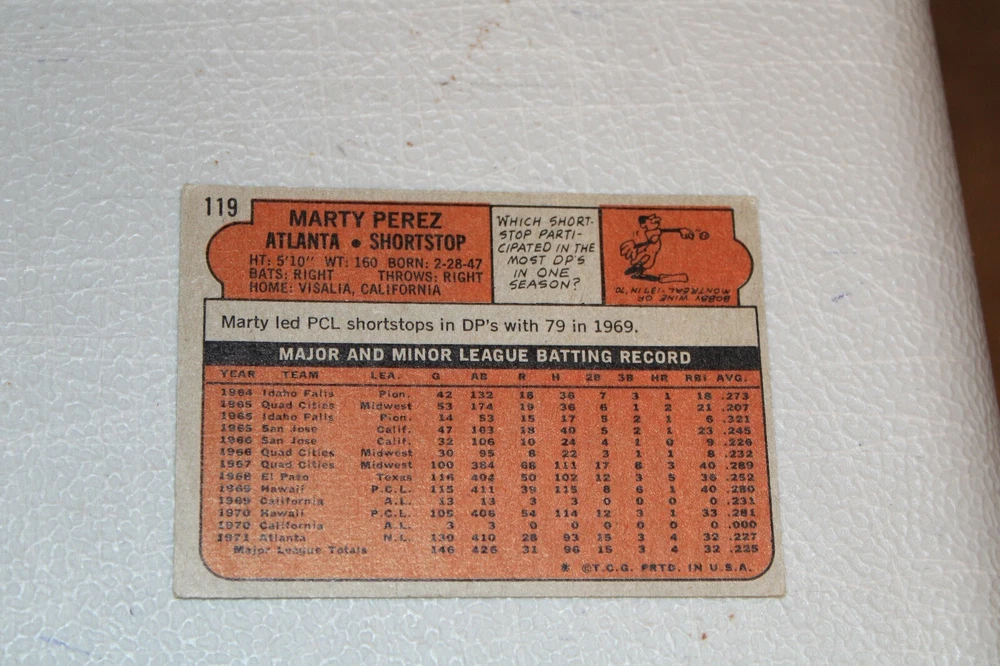 119
MARTY PEREZ
ATLANTA • SHORTSTOP
HT: 5'10" WT: 160 BORN: 2-28-47
BATS: RIGHT THROWS: RIGHT
HOME: VISALIA, CALIFORNIA
WHICH SHORT-
STOP PARTI-
CIPATED IN THE
MOST DP'S
IN ONE
SEASON?
BOBBY WINE OF
MONTREAL-137 IN '70.
Marty led PCL shortstops in DP's with 79 in 1969.
MAJOR AND MINOR LEAGUE BATTING RECORD
YEAR TEAM LEA. G AB R H 2B 3B HR RBI AVG.
1964 Idaho Falls Pion. 42 132 18 36 7 3 1 18 .273
1965 Quad Cities Midwest 53 174 19 36 6 1 2 21 .207
1965 Idaho Falls Pion. 14 53 15 17 5 2 1 6 .321
1965 San Jose Calif. 47 163 18 40 5 2 1 23 .245
1966 San Jose Calif. 32 106 10 24 4 1 0 9 .226
1966 Quad Cities Midwest 30 95 8 22 3 1 1 8 .232
1967 Quad Cities Midwest 100 384 68 111 17 8 3 40 .289
1968 El Paso Texas 116 404 50 102 12 3 5 36 .252
1969 Hawaii P.C.L. 115 411 39 115 8 6 1 40 .280
1969 California A.L. 13 13 3 3 0 0 0 0 .231
1970 Hawaii P.C.L. 105 406 54 114 12 3 1 33 .281
1970 California A.L. 3 3 0 0 0 0 0 0 .000
1971 Atlanta N.L. 130 410 28 93 15 3 4 32 .227
Major League Totals 146 426 31 96 15 3 4 32 .225
* ©T.C.G. PRTD. IN U.S.A.